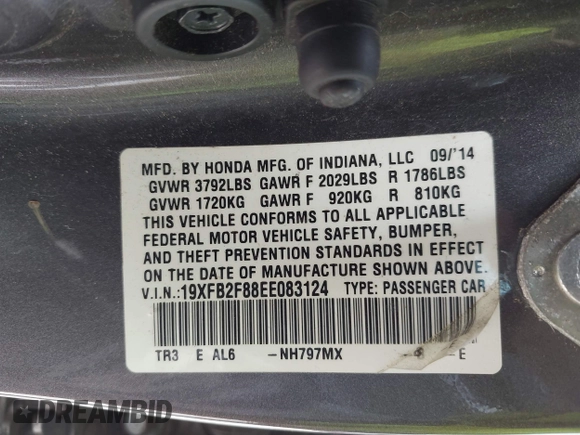 MFD. BY HONDA MFG. OF INDIANA, LLC 09/'14
GVWR 3792LBS GAWR F 2029LBS R 1786LBS
GVWR 1720KG GAWR F 920KG R 810KG
THIS VEHICLE CONFORMS TO ALL APPLICABLE
FEDERAL MOTOR VEHICLE SAFETY, BUMPER,
AND THEFT PREVENTION STANDARDS IN EFFECT
ON THE DATE OF MANUFACTURE SHOWN ABOVE.
V.I.N.:19XFB2F88EE083124 TYPE: PASSENGER CAR
TR3 E AL6 -NH797MX - E
DREAMBID